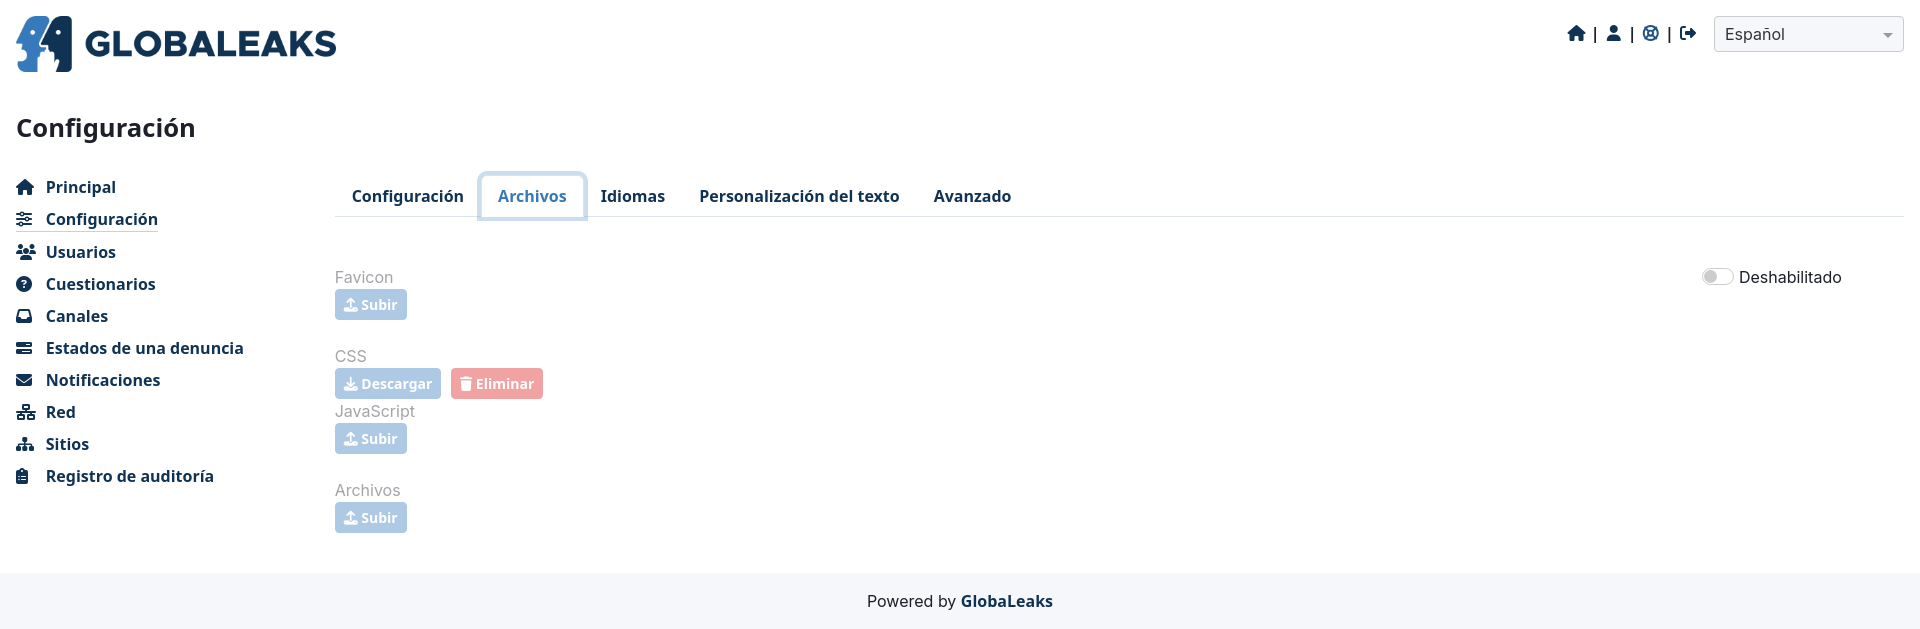 GLOBALEAKS
| | |
Español
Configuración
Principal
Configuración
Usuarios
Cuestionarios
Canales
Estados de una denuncia
Notificaciones
Red
Sitios
Registro de auditoría
Configuración Archivos Idiomas Personalización del texto Avanzado
Favicon
Deshabilitado
Subir
CSS
Descargar Eliminar
JavaScript
Subir
Archivos
Subir
Powered by GlobaLeaks